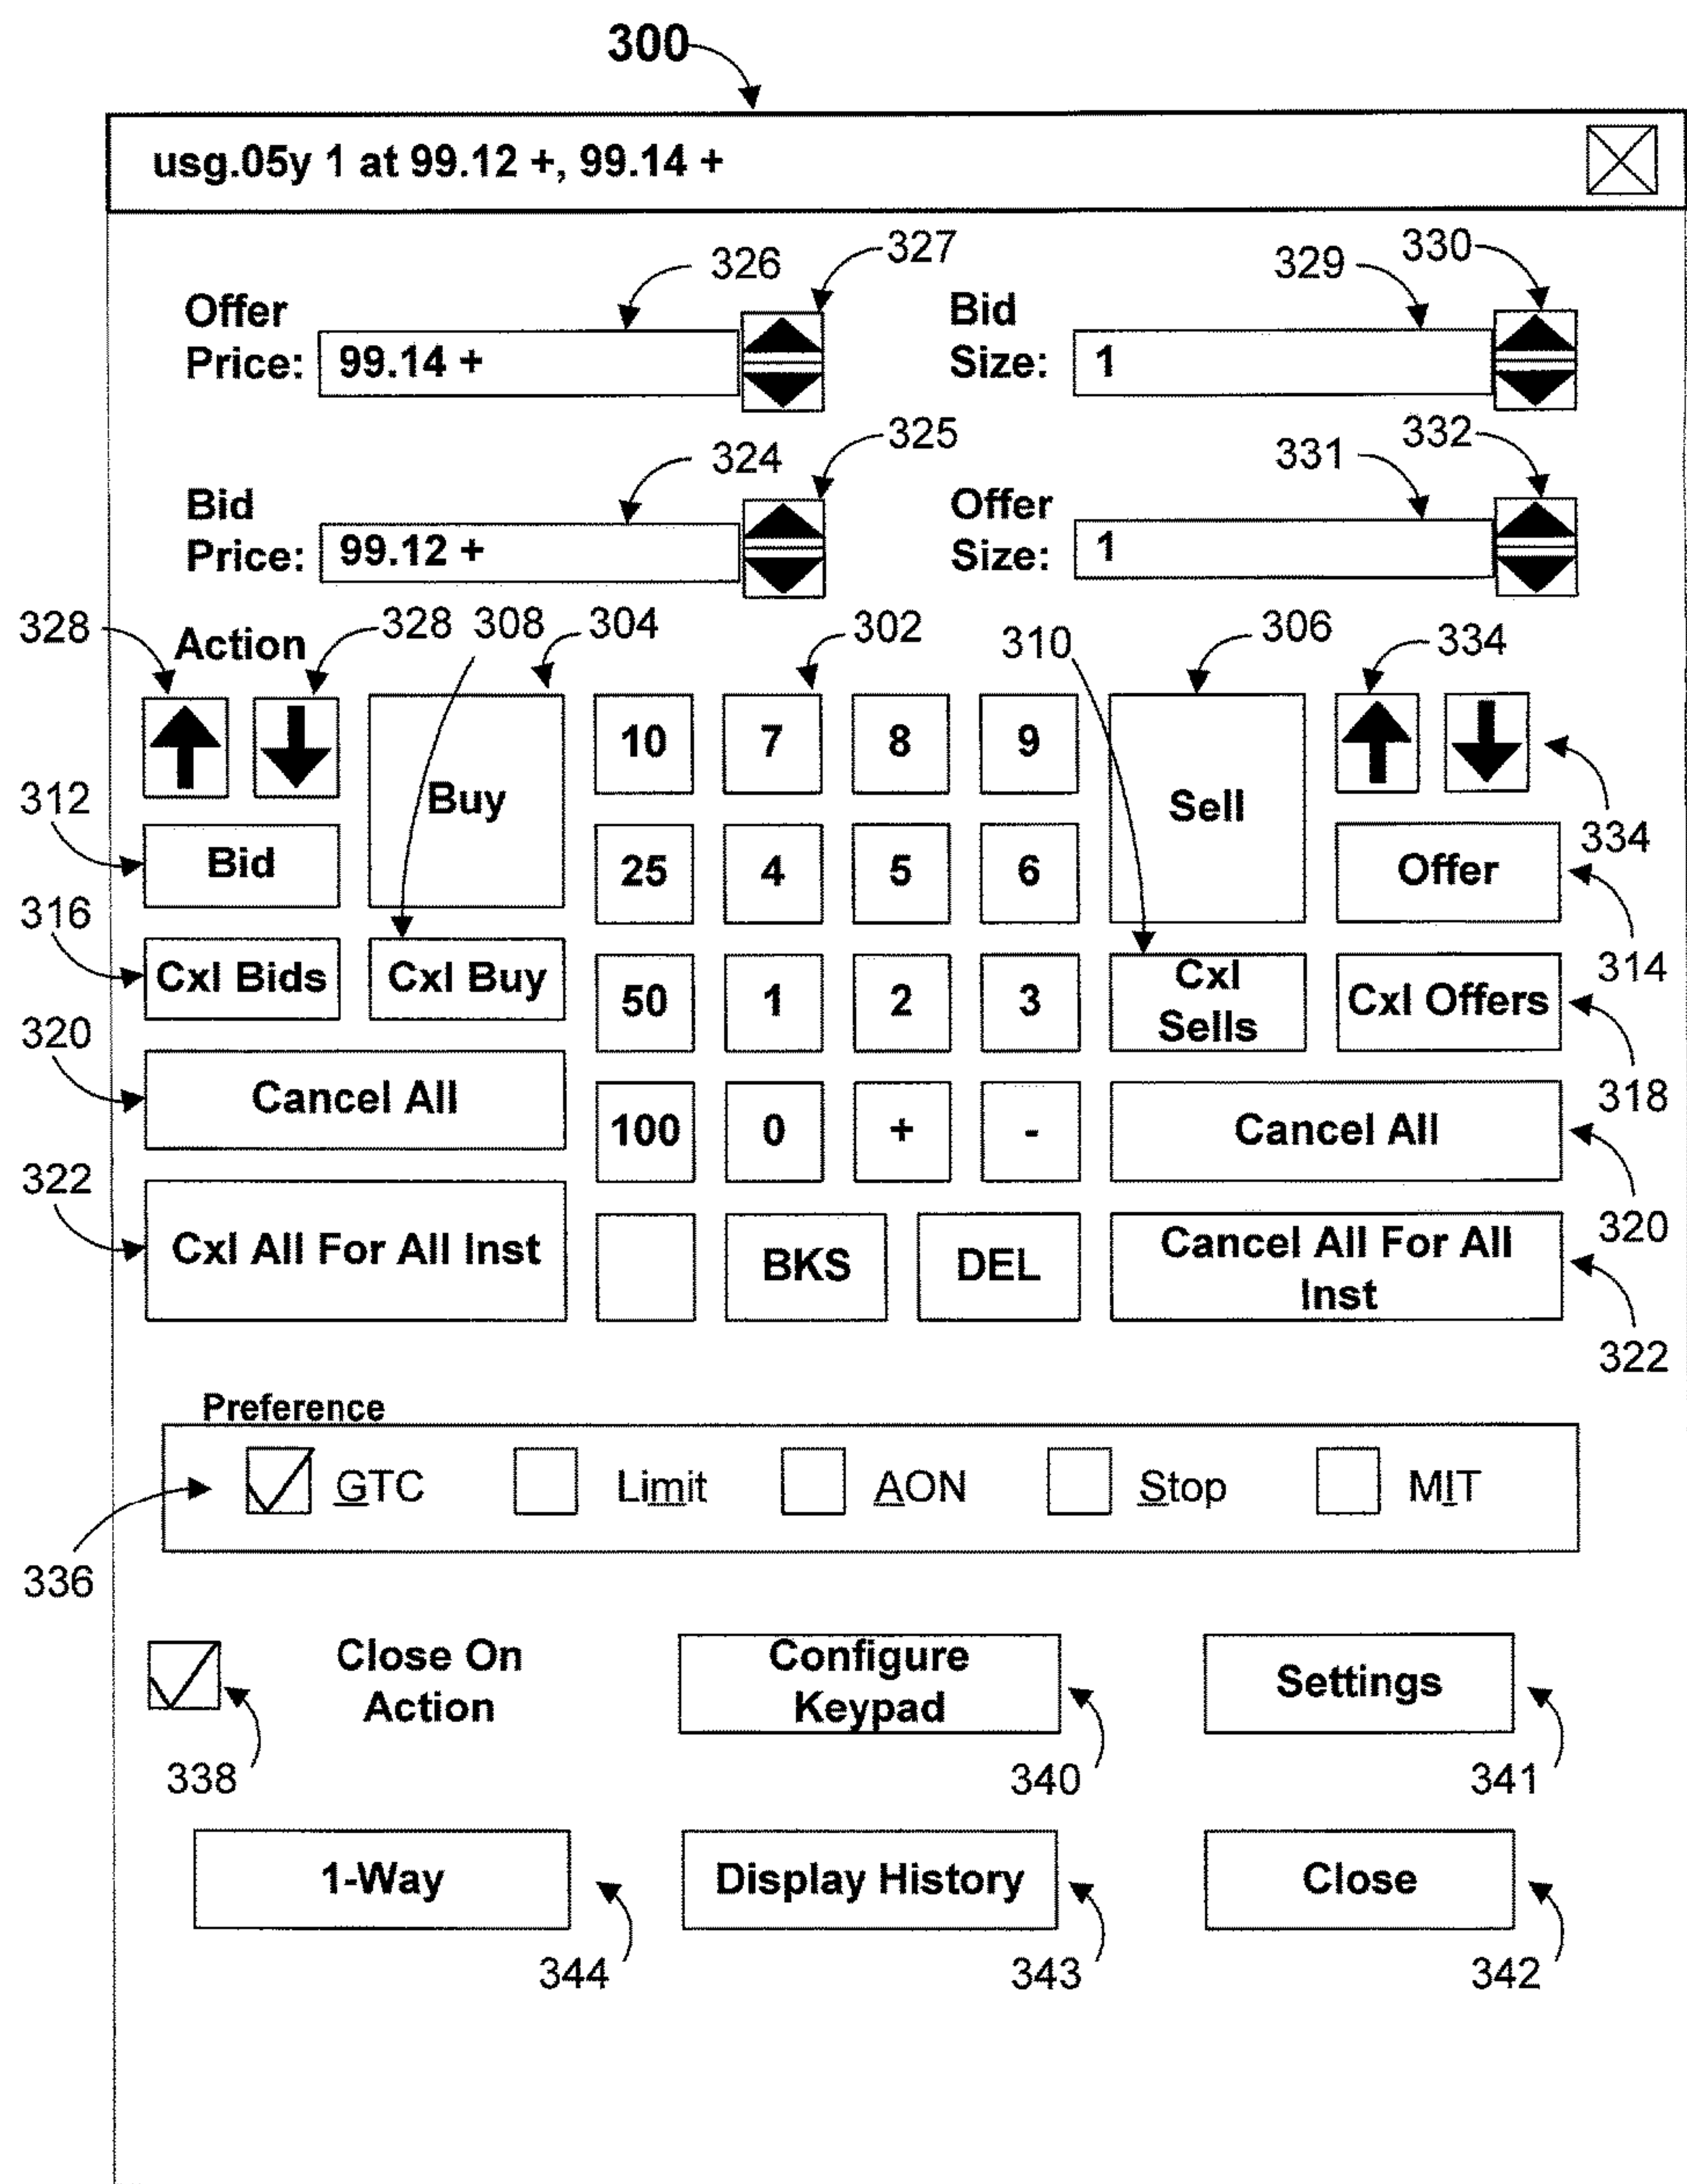 300
usg.05y 1 at 99.12 +, 99.14 +
326
327
329
330
Offer
Price:
99.14 +
Bid
Size:
1
324
325
331
332
Bid
Price:
99.12 +
Offer
Size:
1
328
Action
328
308
304
302
310
306
334
Buy
10
7
8
9
Sell
334
312
Bid
25
4
5
6
Offer
314
316
Cxl Bids
Cxl Buy
50
1
2
3
Cxl
Sells
Cxl Offers
318
320
Cancel All
100
0
+
-
Cancel All
320
322
Cxl All For All Inst
BKS
DEL
Cancel All For All
Inst
322
Preference
GTC
Limit
AON
Stop
MIT
336
Close On
Action
Configure
Keypad
Settings
338
340
341
1-Way
Display History
Close
344
343
342